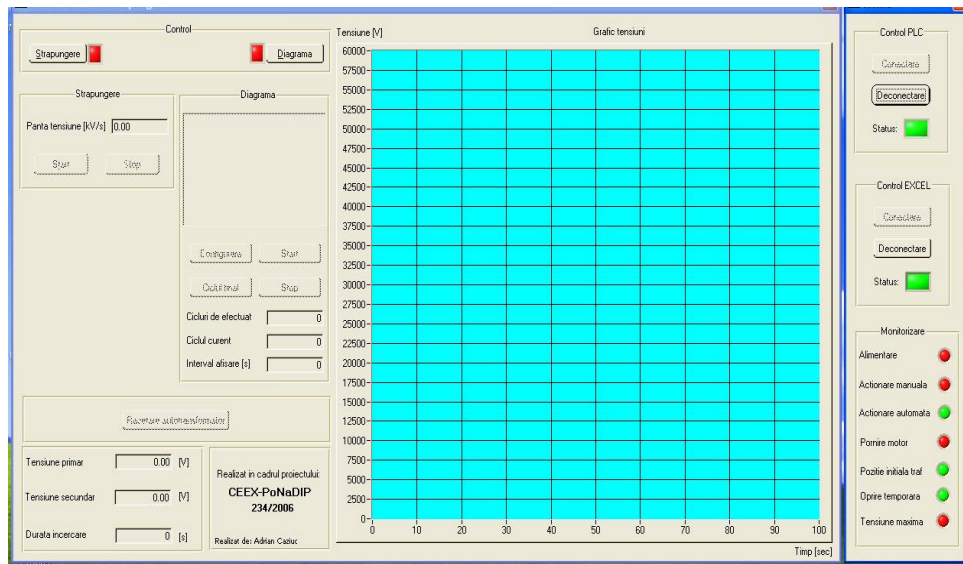 Control
Strapungere
Diagrama
Strapungere
Panta tensiune [kV/s] 0.00
Start
Stop
Diagrama
Configurare
Start
Ciclul final
Stop
Cicluri de efectuat 0
Ciclul curent 0
Interval afisare [s] 0
Resetare autotransformator
Tensiune primar 0.00 [V]
Tensiune secundar 0.00 [V]
Durata incercare 0 [s]
Realizat in cadrul proiectului:
CEEX-PoNaDIP
234/2006
Realizat de: Adrian Caziuc
Tensiune [V]
Grafic tensiuni
60000
57500
55000
52500
50000
47500
45000
42500
40000
37500
35000
32500
30000
27500
25000
22500
20000
17500
15000
12500
10000
7500
5000
2500
0
0 10 20 30 40 50 60 70 80 90 100
Timp [sec]
Control PLC
Conectare
Deconectare
Status:
Control EXCEL
Conectare
Deconectare
Status:
Monitorizare
Alimentare
Actionare manuala
Actionare automata
Pornire motor
Pozitie initiala traf
Oprire temporara
Tensiune maxima